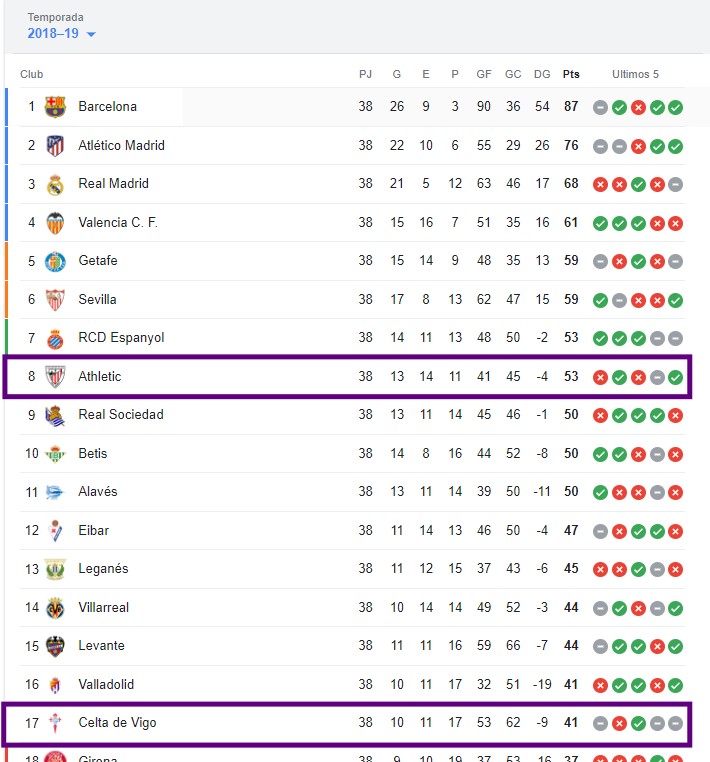 Temporada
2018–19
Club PJ G E P GF GC DG Pts Últimos 5
1 Barcelona 38 26 9 3 90 36 54 87
2 Atlético Madrid 38 22 10 6 55 29 26 76
3 Real Madrid 38 21 5 12 63 46 17 68
4 Valencia C. F. 38 15 16 7 51 35 16 61
5 Getafe 38 15 14 9 48 35 13 59
6 Sevilla 38 17 8 13 62 47 15 59
7 RCD Espanyol 38 14 11 13 48 50 -2 53
8 Athletic 38 13 14 11 41 45 -4 53
9 Real Sociedad 38 13 11 14 45 46 -1 50
10 Betis 38 14 8 16 44 52 -8 50
11 Alavés 38 13 11 14 39 50 -11 50
12 Eibar 38 11 14 13 46 50 -4 47
13 Leganés 38 11 12 15 37 43 -6 45
14 Villarreal 38 10 14 14 49 52 -3 44
15 Levante 38 11 11 16 59 66 -7 44
16 Valladolid 38 10 11 17 32 51 -19 41
17 Celta de Vigo 38 10 11 17 53 62 -9 41
18 Girona 38 9 10 19 37 53 -16 37